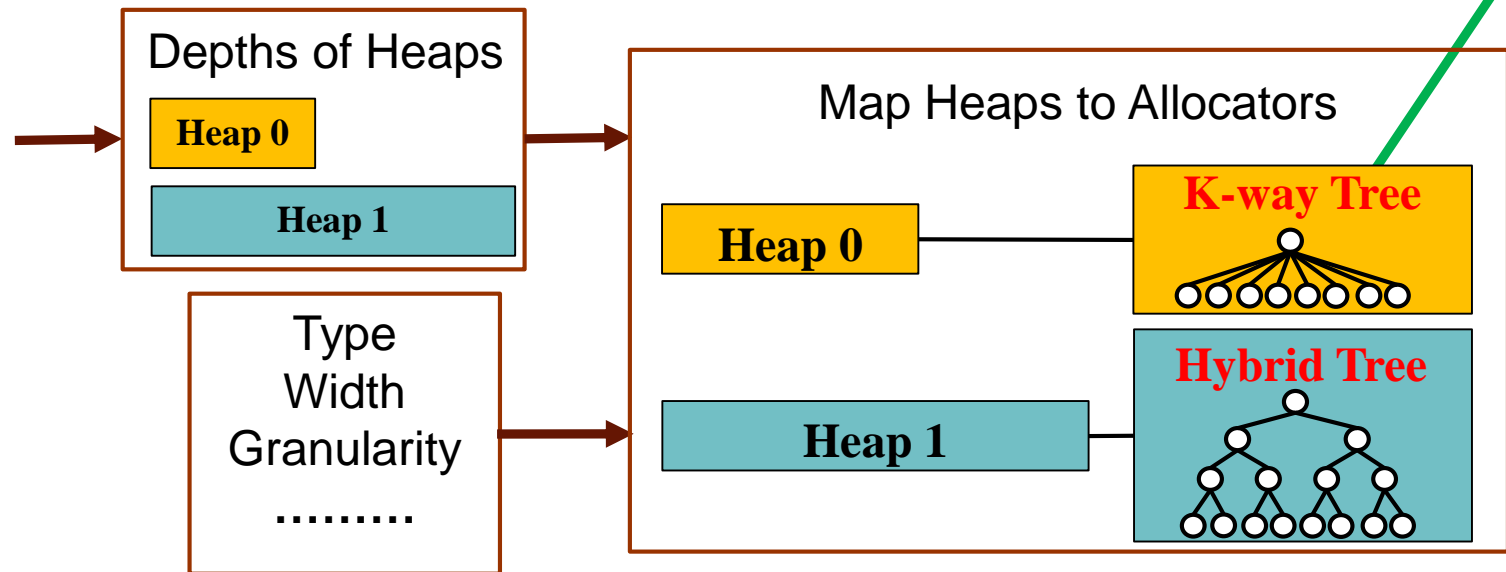 Depths of Heaps
Heap 0
Heap 1
Type
Width
Granularity
.........
Map Heaps to Allocators
Heap 0
K-way Tree
Heap 1
Hybrid Tree